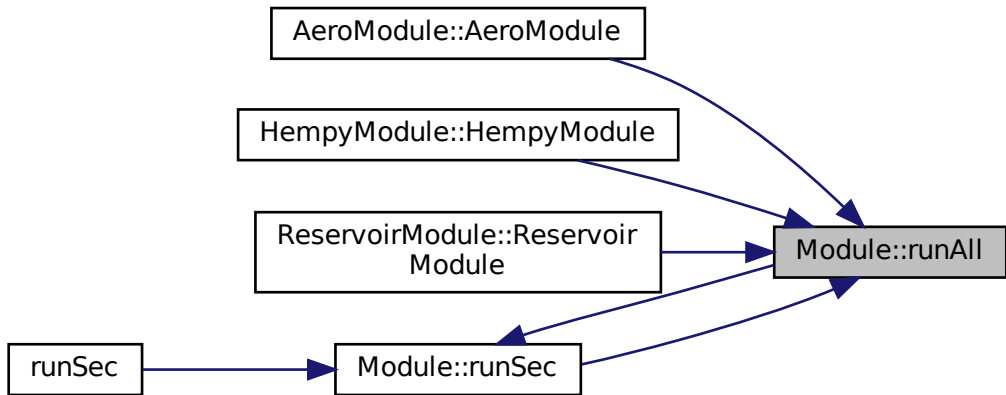 AeroModule::AeroModule
HempyModule::HempyModule
ReservoirModule::Reservoir
Module
Module::runAll
Module::runSec
runSec